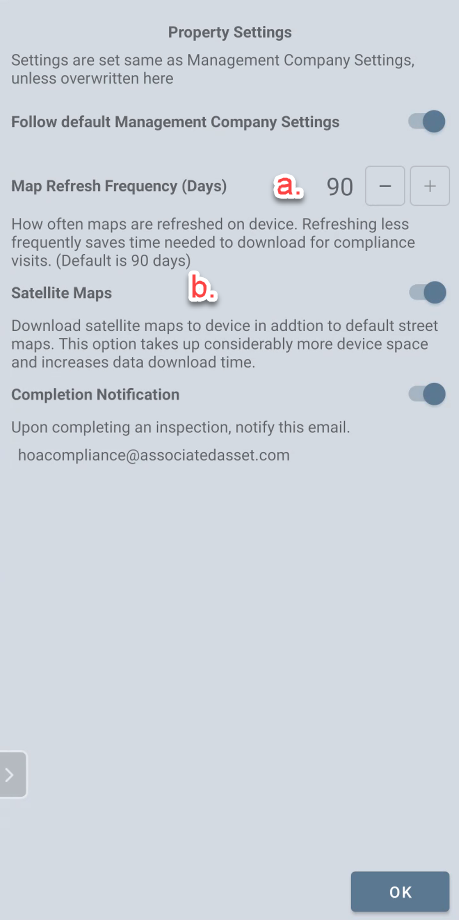 Property Settings
Settings are set same as Management Company Settings,
unless overwritten here
Follow default Management Company Settings
Map Refresh Frequency (Days) a. 90 − +
How often maps are refreshed on device. Refreshing less
frequently saves time needed to download for compliance
visits. (Default is 90 days)
b.
Satellite Maps
Download satellite maps to device in addtion to default street
maps. This option takes up considerably more device space
and increases data download time.
Completion Notification
Upon completing an inspection, notify this email.
hoacompliance@associatedasset.com
OK